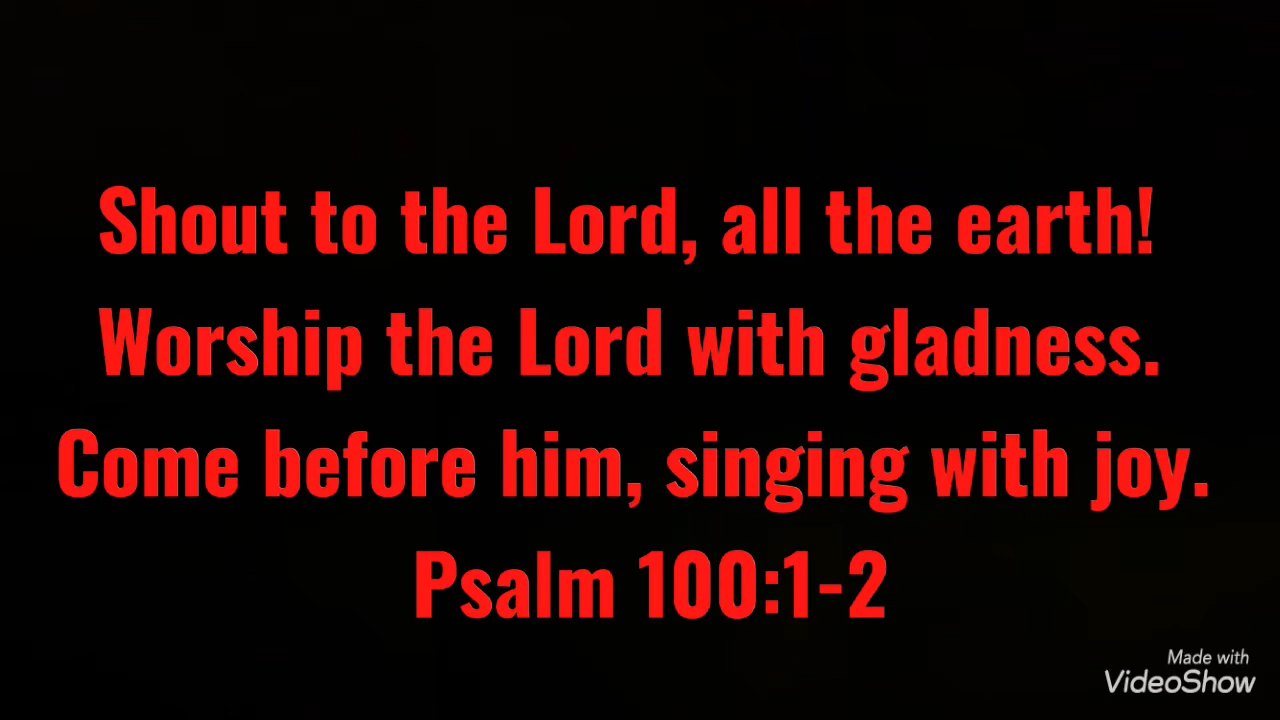 Shout to the Lord, all the earth!
Worship the Lord with gladness.
Come before him, singing with joy.
Psalm 100:1-2
Made with
VideoShow